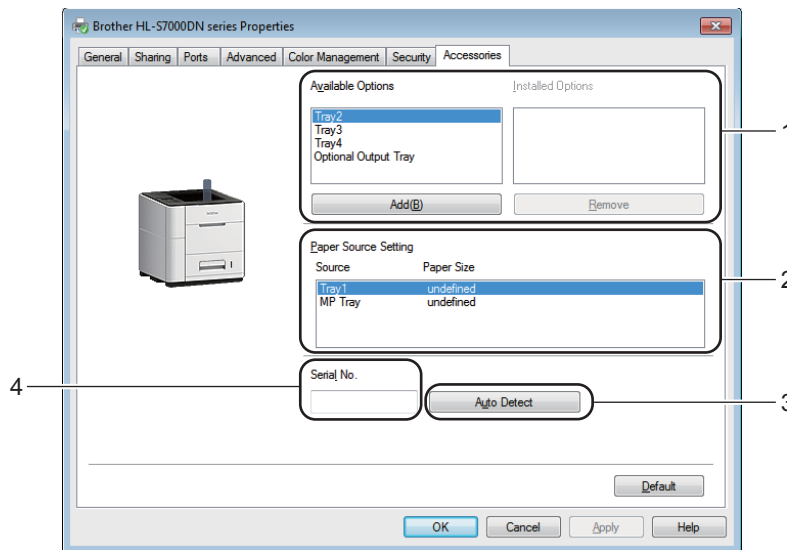 Brother HL-S7000DN series Properties
General Sharing Ports Advanced Color Management Security Accessories
Available Options Installed Options
Tray2
Tray3
Tray4
Optional Output Tray
Add(B) Remove
1
Paper Source Setting
Source Paper Size
Tray1 undefined
MP Tray undefined
2
Serial No.
4
Auto Detect
3
Default
OK Cancel Apply Help